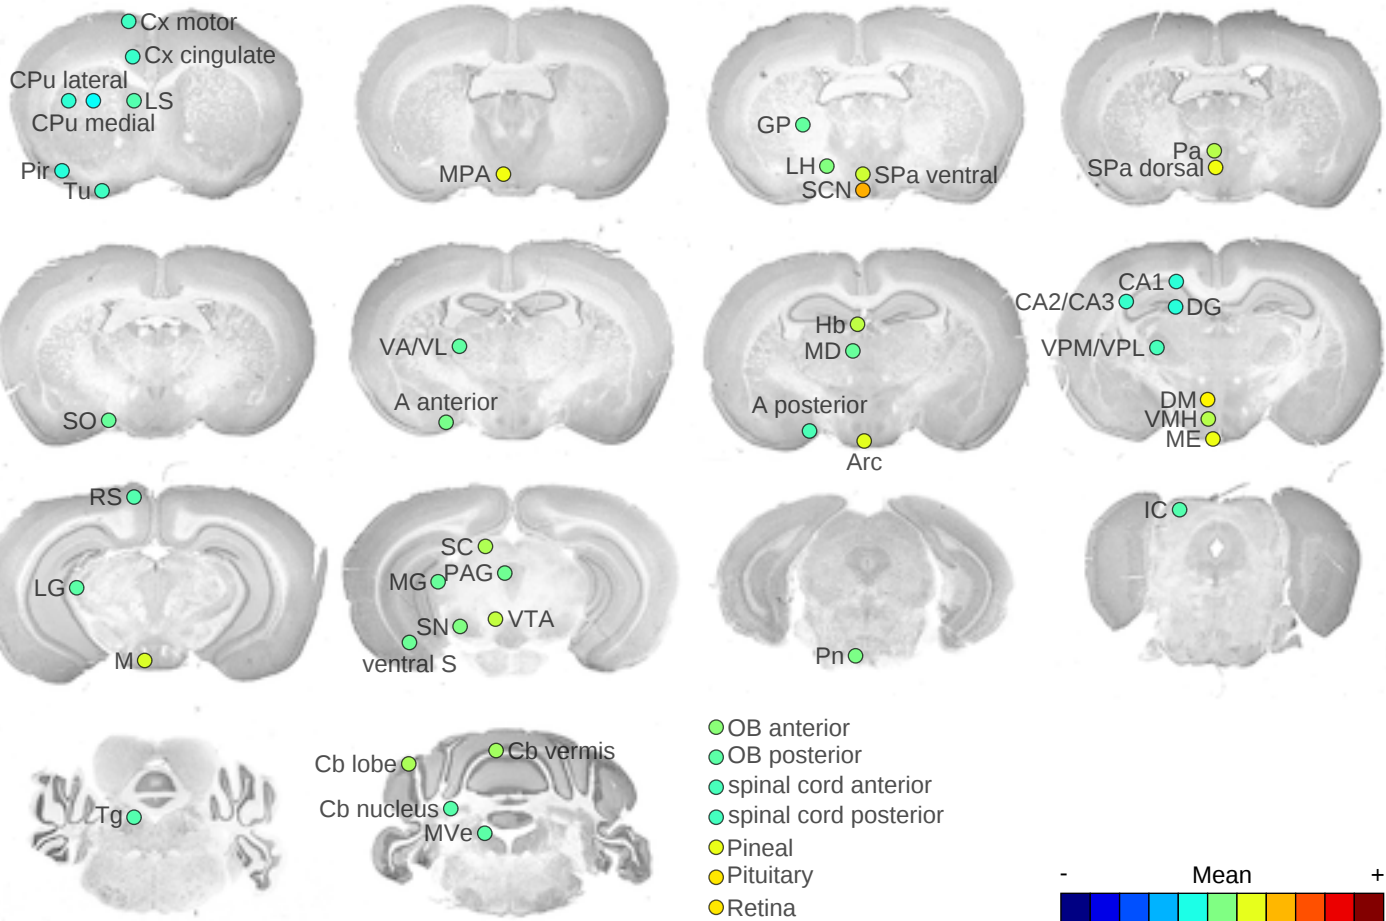 Cx motor
Cx cingulate
CPu lateral
LS
CPu medial
Pir
Tu
MPA
GP
LH
SPa ventral
SCN
Pa
SPa dorsal
SO
VA/VL
A anterior
Hb
MD
A posterior
Arc
CA1
CA2/CA3
DG
VPM/VPL
DM
VMH
ME
RS
LG
M
SC
MG
PAG
SN
VTA
ventral S
Pn
IC
Tg
Cb lobe
Cb vermis
Cb nucleus
MVe
OB anterior
OB posterior
spinal cord anterior
spinal cord posterior
Pineal
Pituitary
Retina
- Mean +